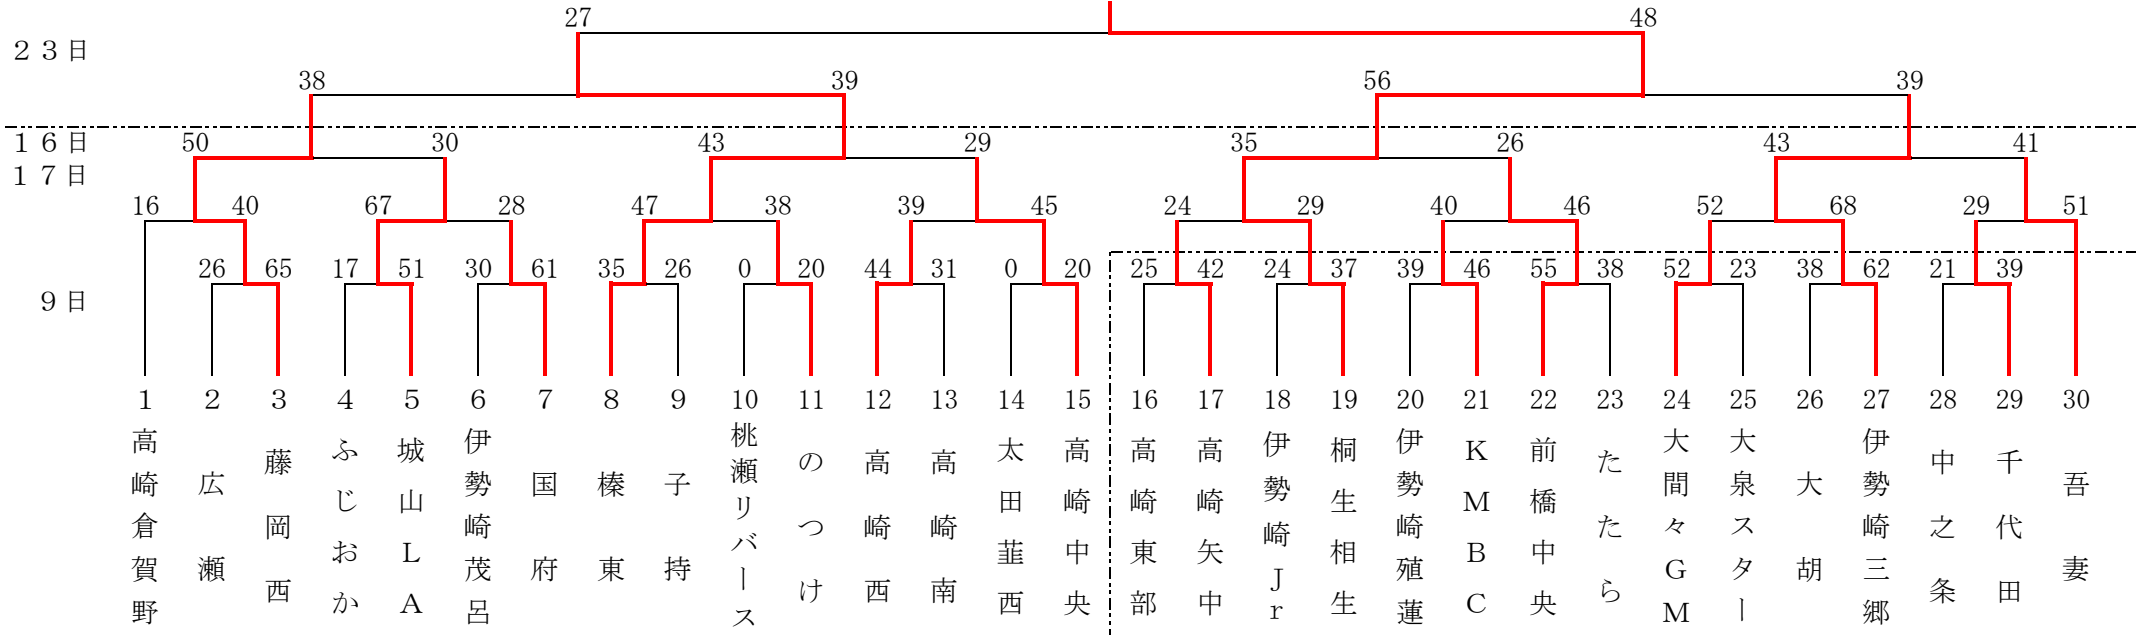 27 48
２３日
38 39 56 39
１６日
50 30 43 29 35 26 43 41
１７日
16 40 67 28 47 38 39 45 24 29 40 46 52 68 29 51
26 65 17 51 30 61 35 26 0 20 44 31 0 20 25 42 24 37 39 46 55 38 52 23 38 62 21 39
９日
1 2 3 4 5 6 7 8 9 10 11 12 13 14 15 16 17 18 19 20 21 22 23 24 25 26 27 28 29 30
高崎倉賀野
広瀬
藤岡西
ふじおか
城山ＬＡ
伊勢崎茂呂
国府
榛東
子持
桃瀬リバース
のつけ
高崎西
高崎南
太田韮西
高崎中央
高崎東部
高崎矢中
伊勢崎Ｊｒ
桐生相生
伊勢崎殖蓮
ＫＭＢＣ
前橋中央
たたら
大間々ＧＭ
大泉スター
大胡
伊勢崎三郷
中之条
千代田
吾妻